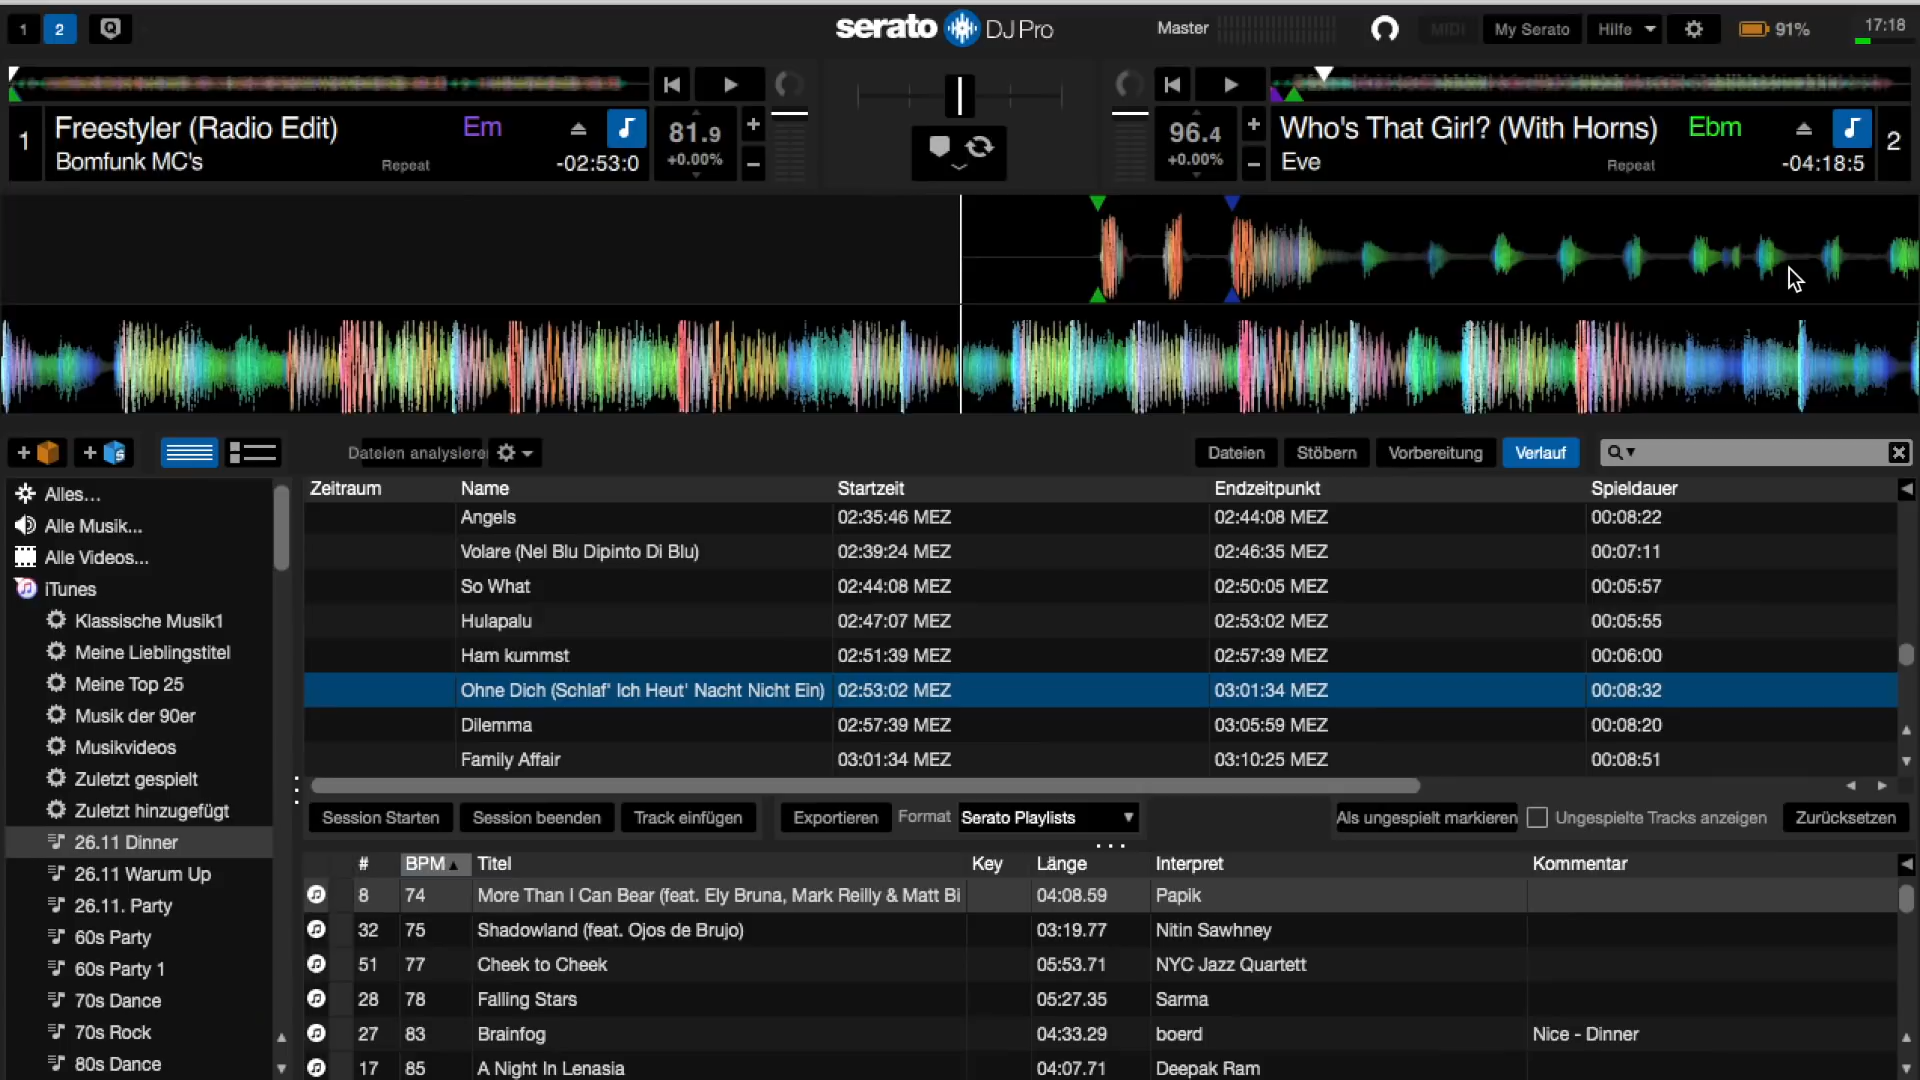 1 2 serato DJ Pro Master MIDI My Serato Hilfe 91% 17:18
1 Freestyler (Radio Edit) Em 81.9 + 96.4 + Who's That Girl? (With Horns) Ebm 2
Bomfunk MC's Repeat -02:53:0 +0.00% − +0.00% − Eve Repeat -04:18:5
Dateien analysieren Dateien Stöbern Vorbereitung Verlauf
Alles...
Alle Musik...
Alle Videos...
iTunes
Klassische Musik1
Meine Lieblingstitel
Meine Top 25
Musik der 90er
Musikvideos
Zuletzt gespielt
Zuletzt hinzugefügt
26.11 Dinner
26.11 Warum Up
26.11. Party
60s Party
60s Party 1
70s Dance
70s Rock
80s Dance
Zeitraum Name Startzeit Endzeitpunkt Spieldauer
Angels 02:35:46 MEZ 02:44:08 MEZ 00:08:22
Volare (Nel Blu Dipinto Di Blu) 02:39:24 MEZ 02:46:35 MEZ 00:07:11
So What 02:44:08 MEZ 02:50:05 MEZ 00:05:57
Hulapalu 02:47:07 MEZ 02:53:02 MEZ 00:05:55
Ham kummst 02:51:39 MEZ 02:57:39 MEZ 00:06:00
Ohne Dich (Schlaf' Ich Heut' Nacht Nicht Ein) 02:53:02 MEZ 03:01:34 MEZ 00:08:32
Dilemma 02:57:39 MEZ 03:05:59 MEZ 00:08:20
Family Affair 03:01:34 MEZ 03:10:25 MEZ 00:08:51
Session Starten Session beenden Track einfügen Exportieren Format Serato Playlists Als ungespielt markieren Ungespielte Tracks anzeigen Zurücksetzen
# BPM Titel Key Länge Interpret Kommentar
8 74 More Than I Can Bear (feat. Ely Bruna, Mark Reilly & Matt Bi 04:08.59 Papik
32 75 Shadowland (feat. Ojos de Brujo) 03:19.77 Nitin Sawhney
51 77 Cheek to Cheek 05:53.71 NYC Jazz Quartett
28 78 Falling Stars 05:27.35 Sarma
27 83 Brainfog 04:33.29 boerd Nice - Dinner
17 85 A Night In Lenasia 04:07.71 Deepak Ram